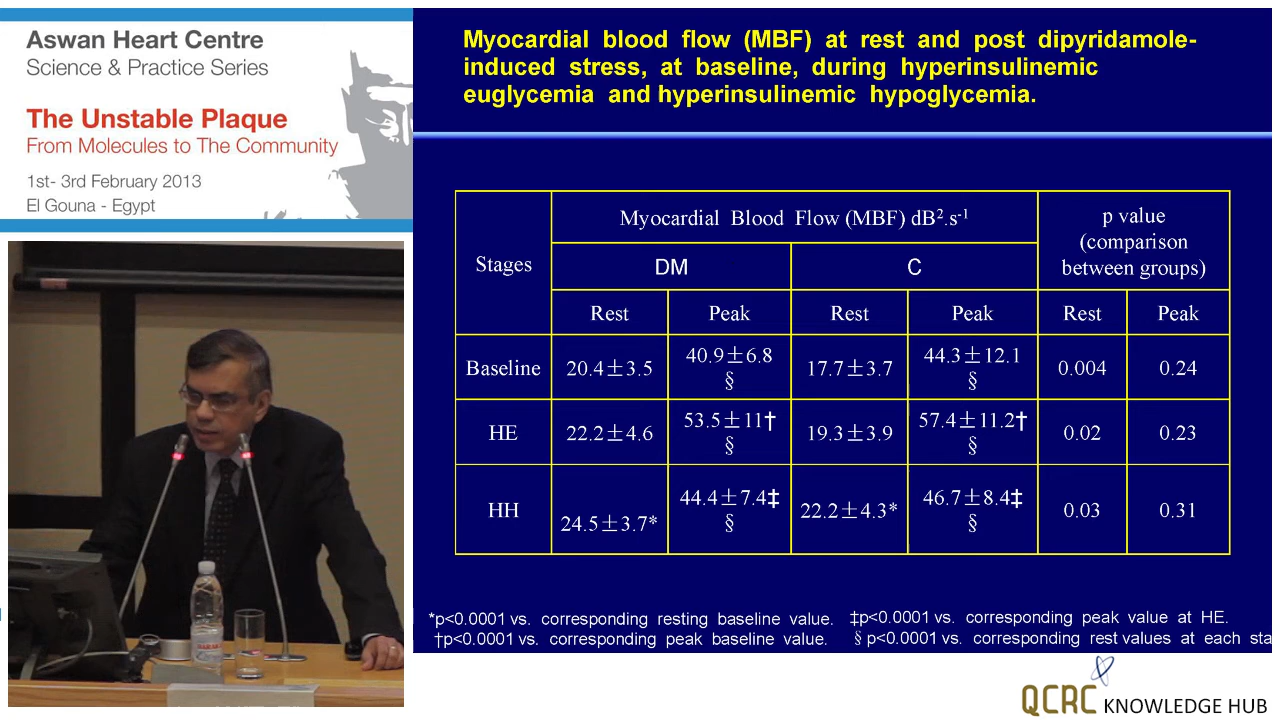 Aswan Heart Centre
Science & Practice Series
The Unstable Plaque
From Molecules to The Community
1st- 3rd February 2013
El Gouna - Egypt
Myocardial blood flow (MBF) at rest and post dipyridamole-
induced stress, at baseline, during hyperinsulinemic
euglycemia and hyperinsulinemic hypoglycemia.
Stages
Myocardial Blood Flow (MBF) dB².s⁻¹
p value
(comparison
between groups)
DM
C
Rest Peak Rest Peak Rest Peak
Baseline 20.4±3.5 40.9±6.8 § 17.7±3.7 44.3±12.1 § 0.004 0.24
HE 22.2±4.6 53.5±11† § 19.3±3.9 57.4±11.2† § 0.02 0.23
HH 24.5±3.7* 44.4±7.4‡ § 22.2±4.3* 46.7±8.4‡ § 0.03 0.31
*p<0.0001 vs. corresponding resting baseline value. ‡p<0.0001 vs. corresponding peak value at HE.
†p<0.0001 vs. corresponding peak baseline value. § p<0.0001 vs. corresponding rest values at each sta
QCRC KNOWLEDGE HUB